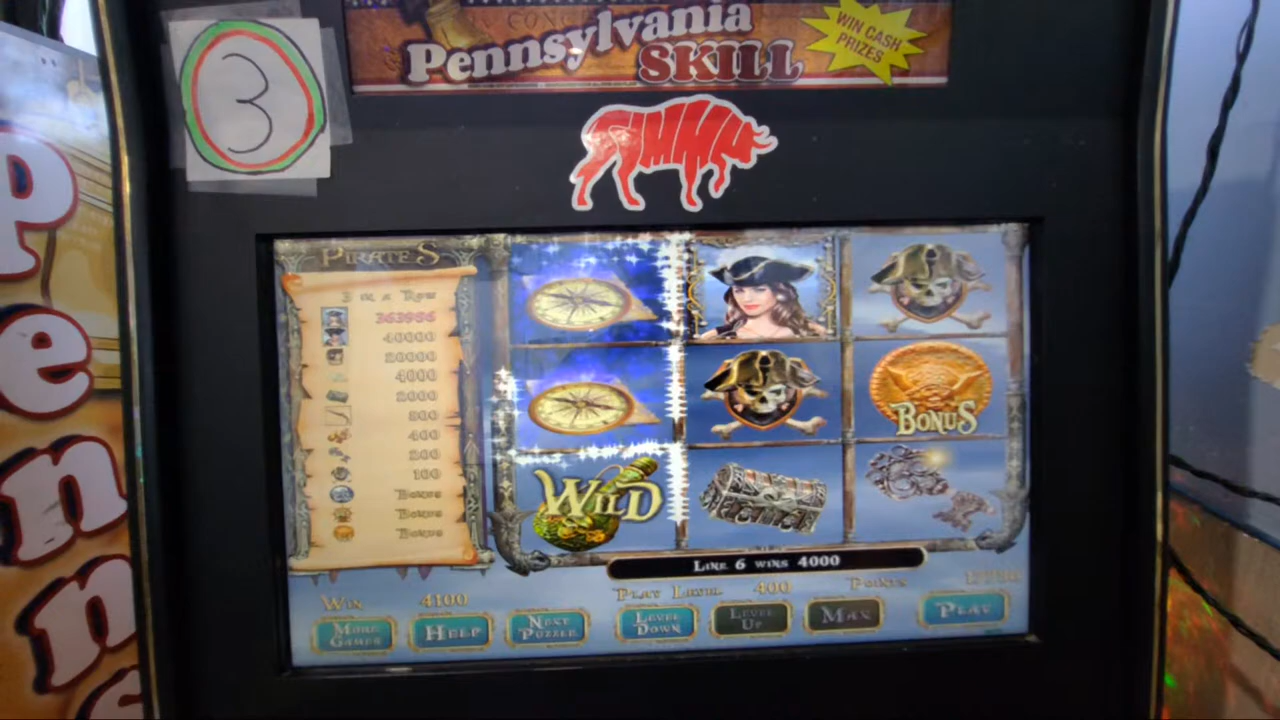 3
Pennsylvania
SKILL
WIN CASH
PRIZES
PIRATES
3 in a Row
363986
40000
20000
4000
2000
800
400
200
100
Bonus
Bonus
Bonus
WILD
BONUS
LINE 6 WINS 4000
WIN 4100
PLAY LEVEL 400
POINTS
MORE
GAMES
HELP
NEXT
PUZZLE
LEVEL
DOWN
LEVEL
UP
MAX
PLAY
Penns